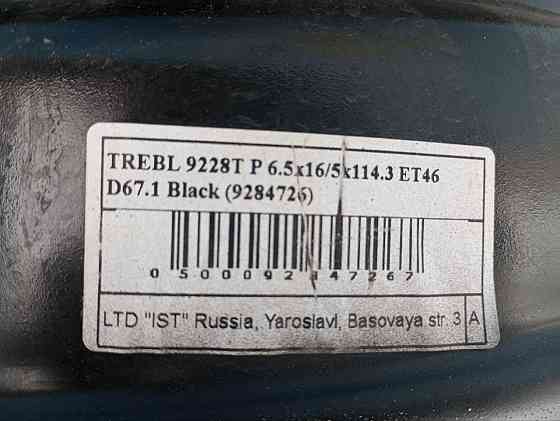 TREBL 9228T P 6.5x16/5x114.3 ET46
D67.1 Black (9284726)
0 500092 847267
LTD "IST" Russia, Yaroslavl, Basovaya str. 3 A